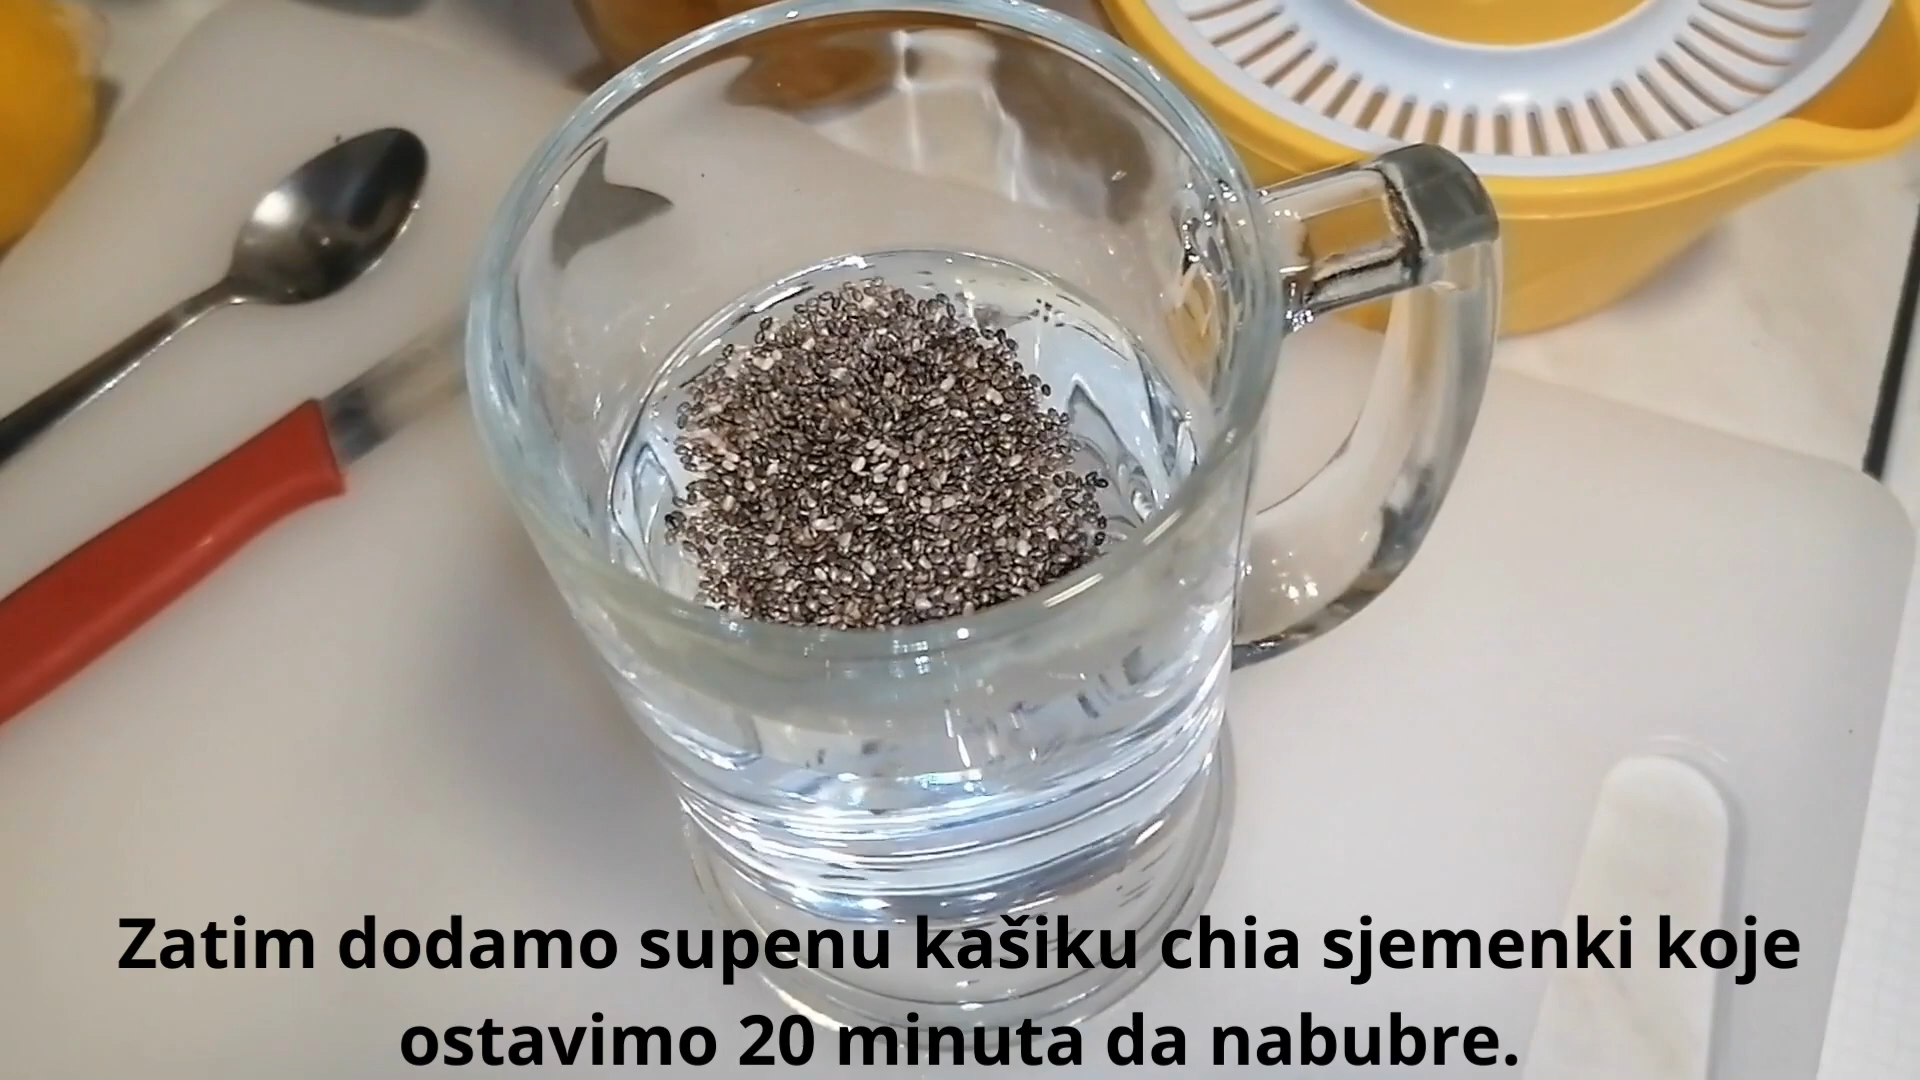 Zatim dodamo supenu kašiku chia sjemenki koje
ostavimo 20 minuta da nabubre.